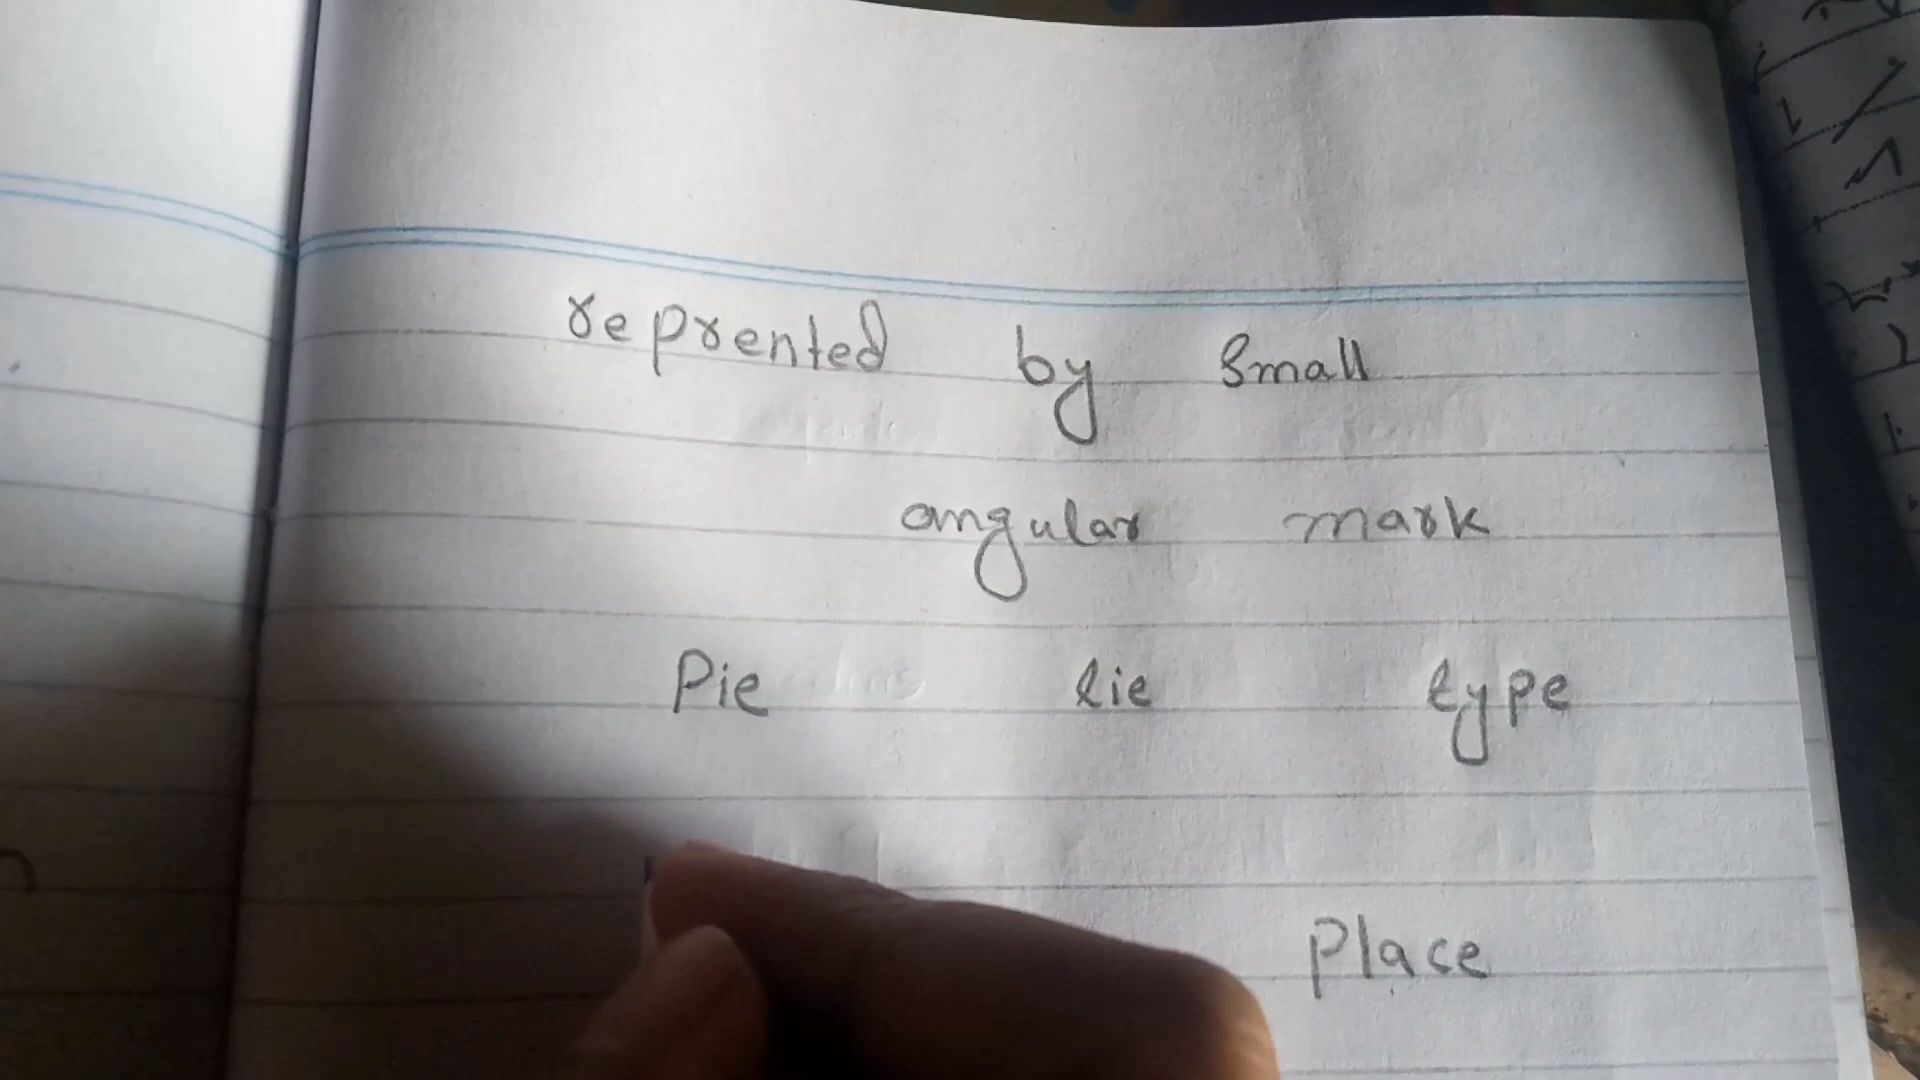 reprented by Small
angular mark
Pie lie type
Place